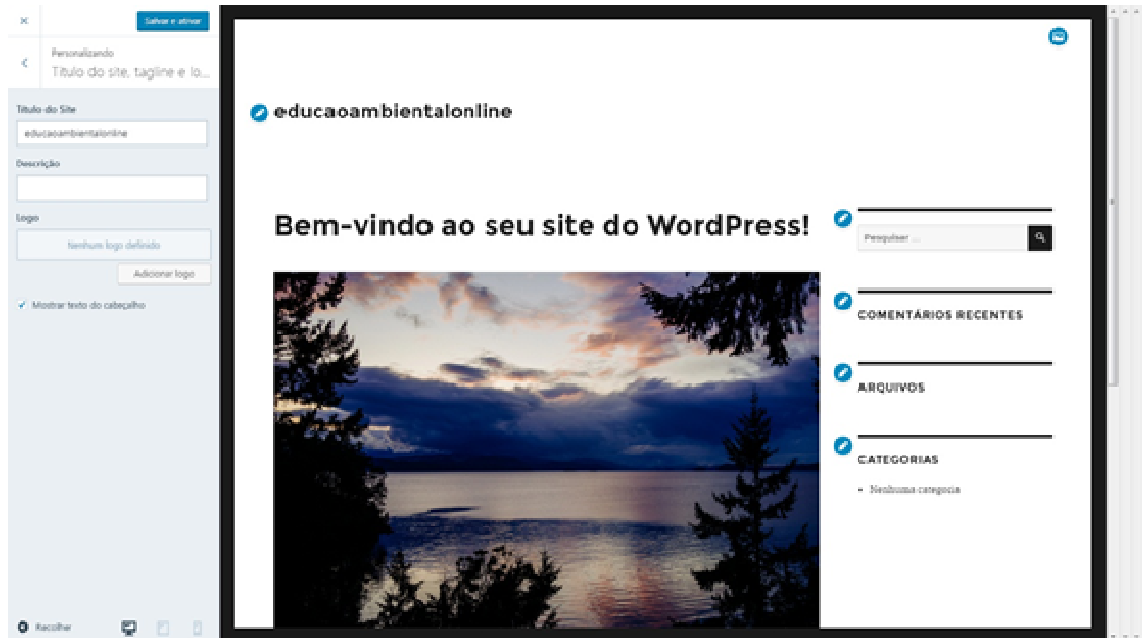 Salvar e ativar
Personalizando
Título do site, tagline e lo...
Título do Site
educaoambientalonline
Descrição
Logo
Nenhum logo definido
Adicionar logo
Mostrar texto do cabeçalho
Recolher
educaoambientalonline
Bem-vindo ao seu site do WordPress!
Pesquisar ...
COMENTÁRIOS RECENTES
ARQUIVOS
CATEGORIAS
Nenhuma categoria